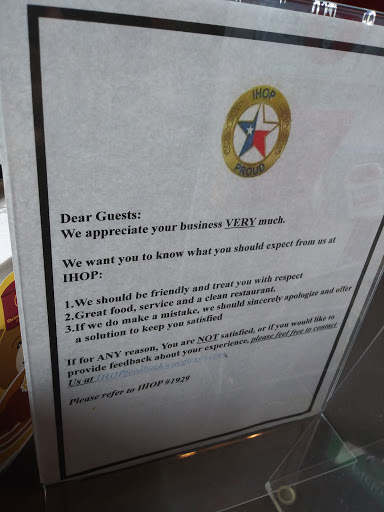 IHOP
PROUD
Dear Guests:
We appreciate your business VERY much.
We want you to know what you should expect from us at
IHOP:
1.We should be friendly and treat you with respect
2.Great food, service and a clean restaurant.
3.If we do make a mistake, we should sincerely apologize and offer
a solution to keep you satisfied
If for ANY reason, You are NOT satisfied, or if you would like to
provide feedback about your experience, please feel free to contact
Us at
Please refer to IHOP #1929